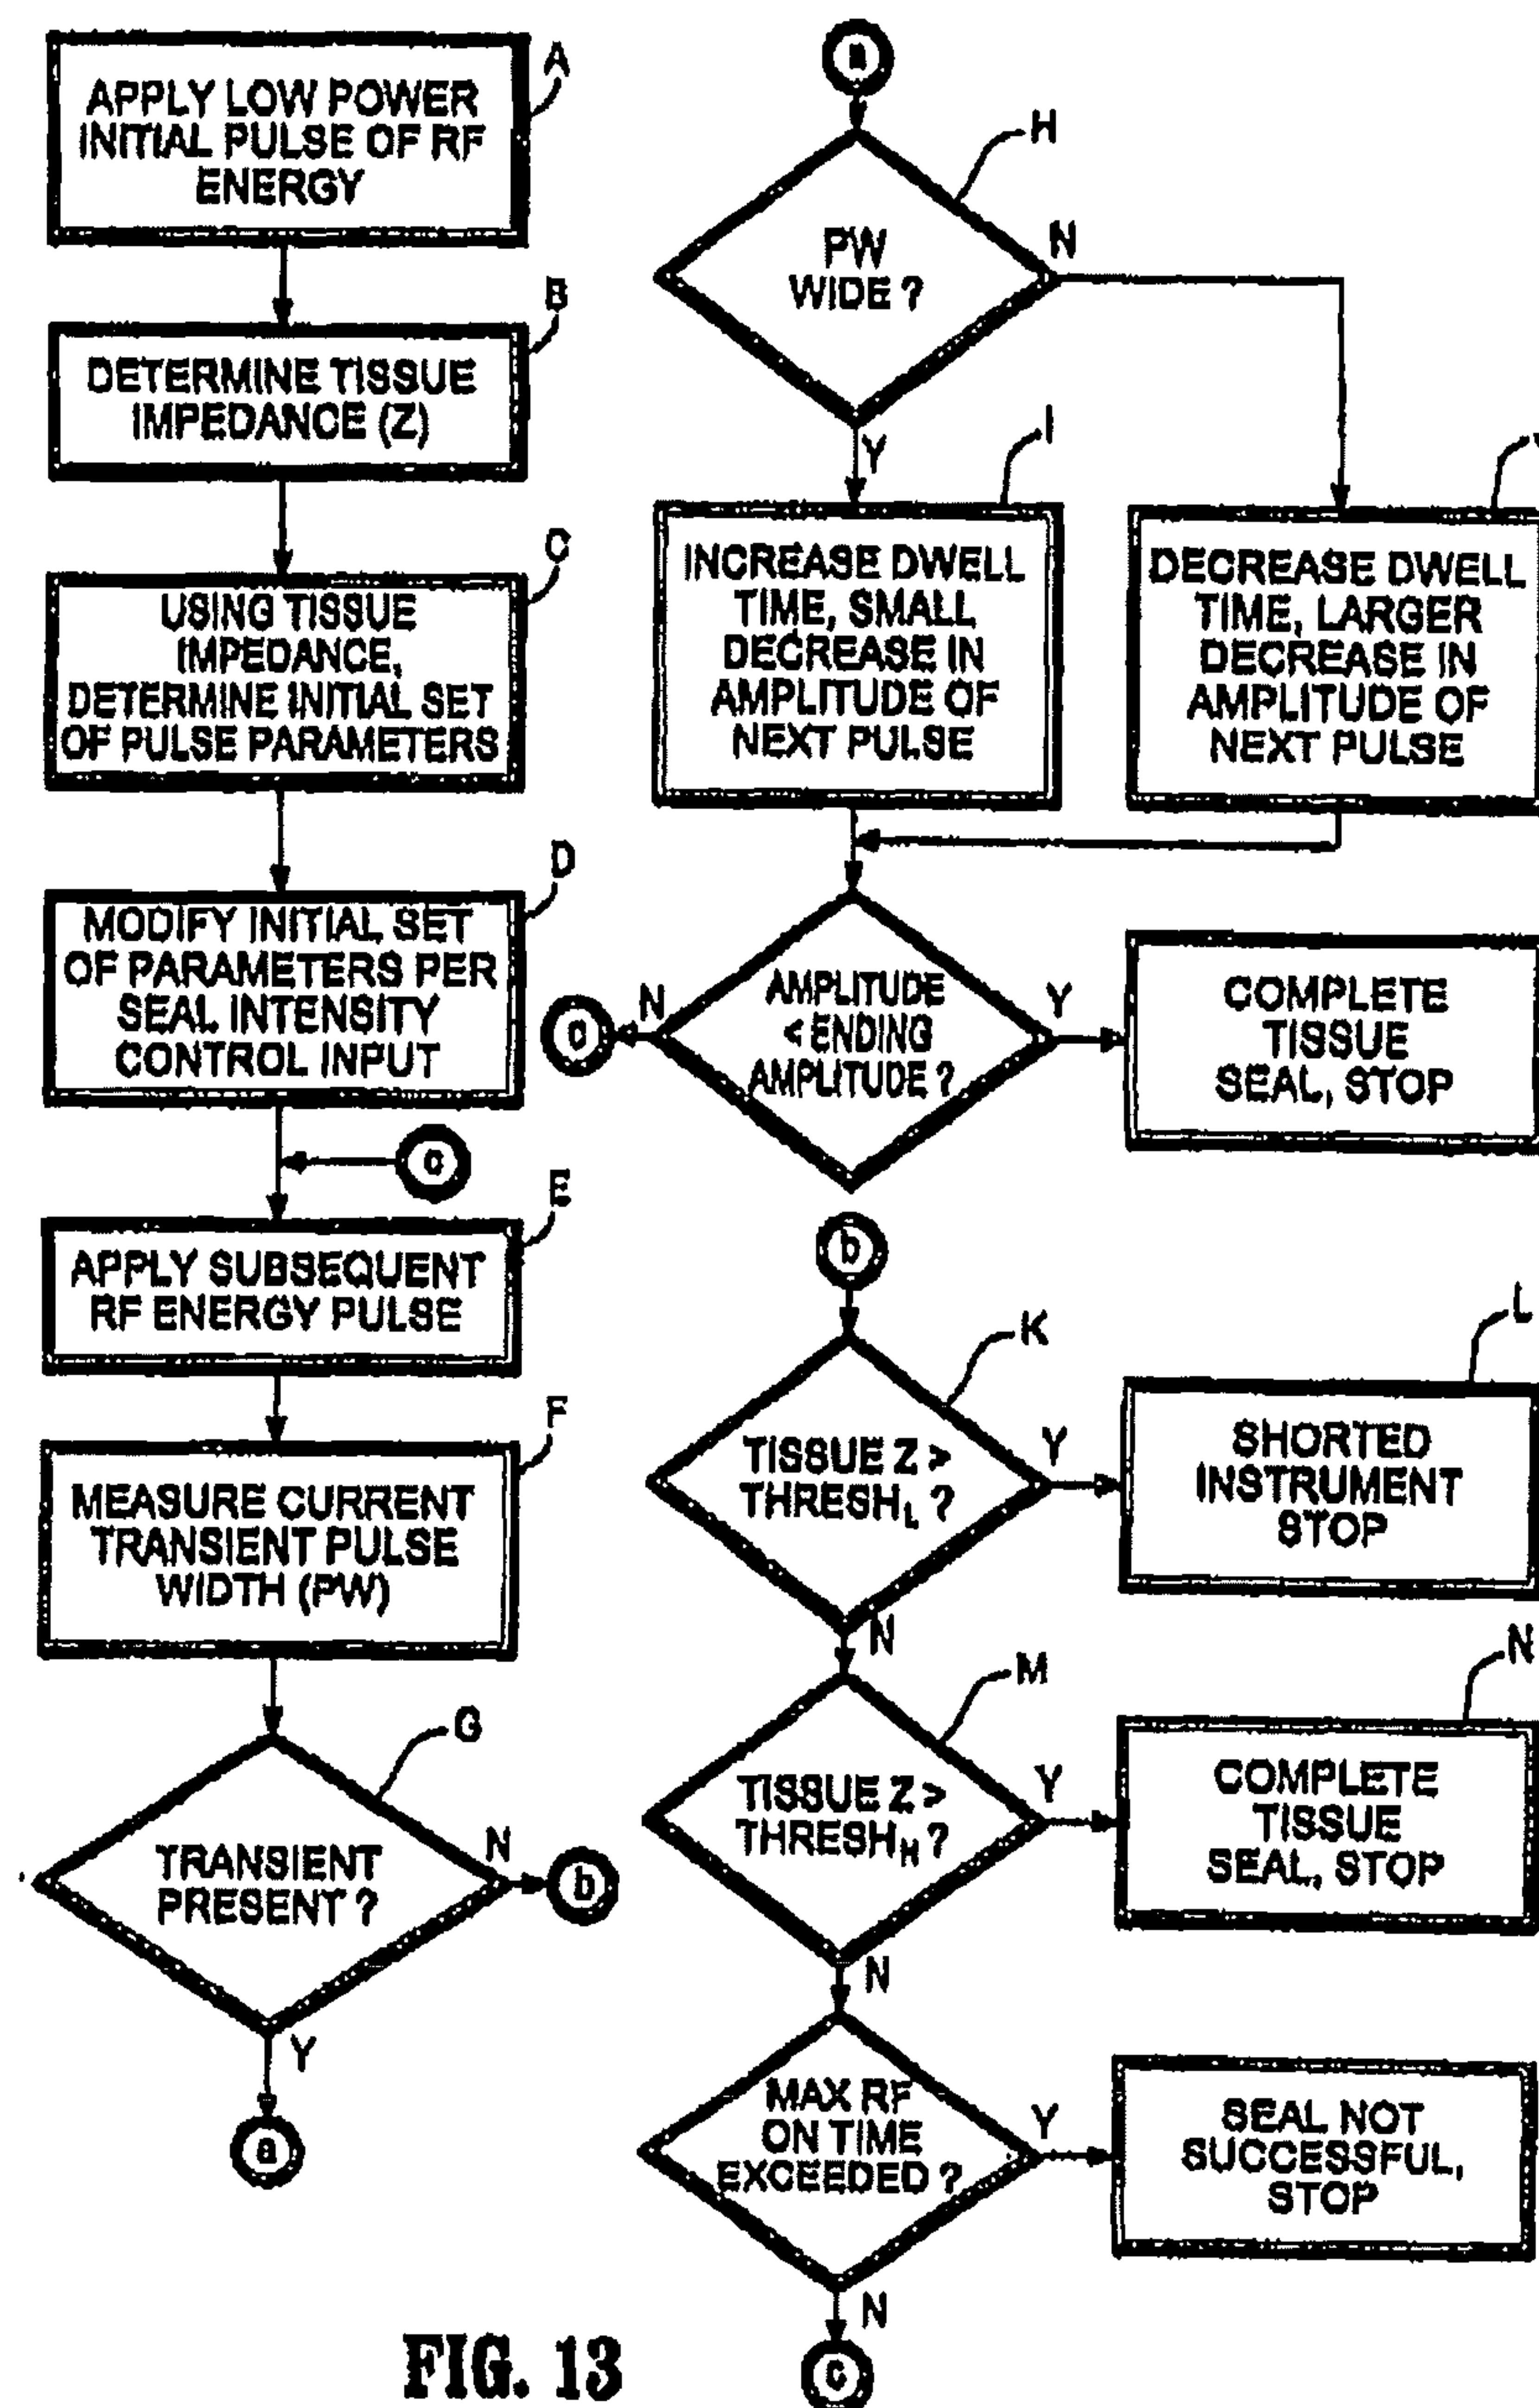 A
APPLY LOW POWER
INITIAL PULSE OF RF
ENERGY
B
DETERMINE TISSUE
IMPEDANCE (Z)
C
USING TISSUE
IMPEDANCE,
DETERMINE INITIAL SET
OF PULSE PARAMETERS
D
MODIFY INITIAL SET
OF PARAMETERS PER
SEAL INTENSITY
CONTROL INPUT
c
E
APPLY SUBSEQUENT
RF ENERGY PULSE
F
MEASURE CURRENT
TRANSIENT PULSE
WIDTH (PW)
G
TRANSIENT
PRESENT ?
N
b
Y
a
a
H
PW
WIDE ?
N
Y
I
INCREASE DWELL
TIME, SMALL
DECREASE IN
AMPLITUDE OF
NEXT PULSE
DECREASE DWELL
TIME, LARGER
DECREASE IN
AMPLITUDE OF
NEXT PULSE
AMPLITUDE
< ENDING
AMPLITUDE ?
N
c
Y
COMPLETE
TISSUE
SEAL, STOP
b
K
TISSUE Z >
THRESH_L ?
Y
L
SHORTED
INSTRUMENT
STOP
N
M
TISSUE Z >
THRESH_H ?
Y
N
COMPLETE
TISSUE
SEAL, STOP
N
MAX RF
ON TIME
EXCEEDED ?
Y
SEAL NOT
SUCCESSFUL,
STOP
N
c
FIG. 13